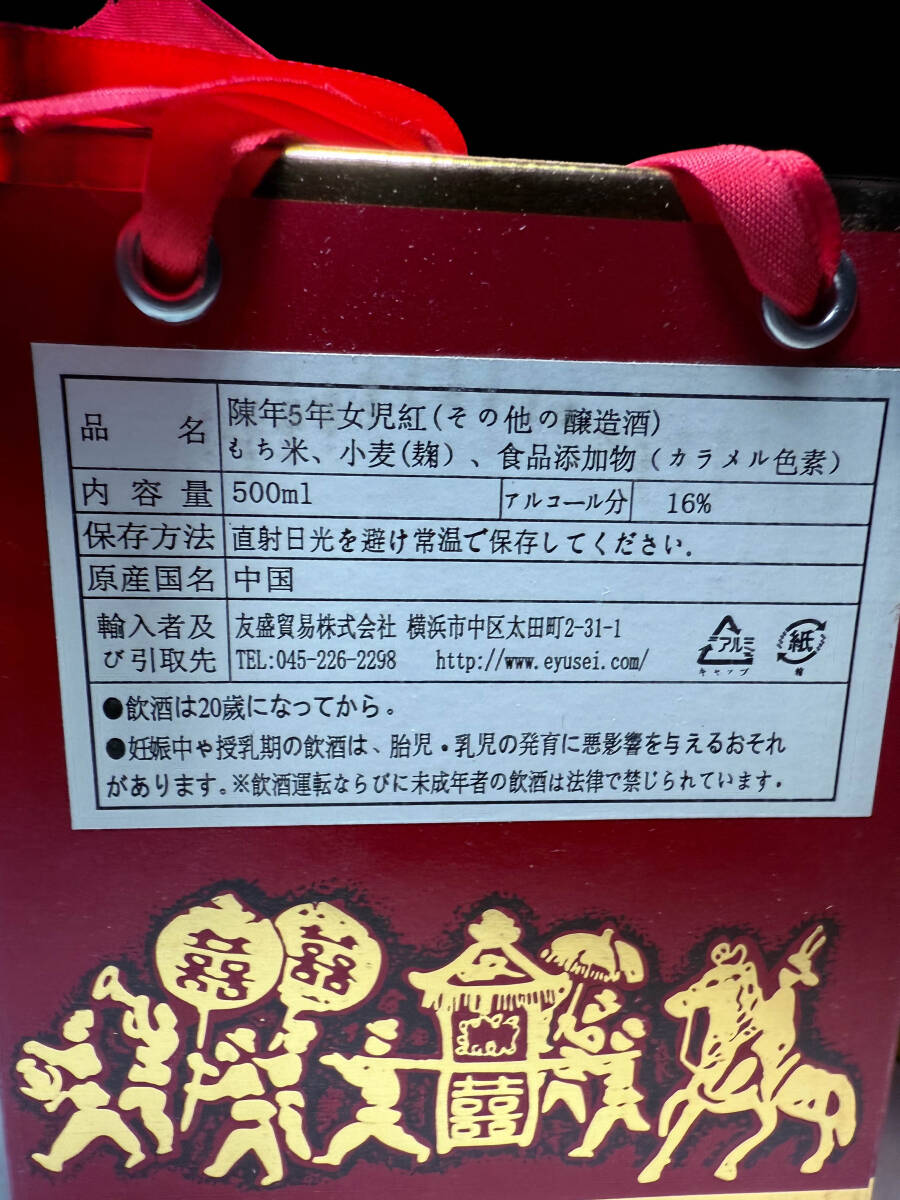 品名 陳年5年女児紅(その他の醸造酒)
もち米、小麦(麹)、食品添加物(カラメル色素)
内容量 500ml アルコール分 16%
保存方法 直射日光を避け常温で保存してください.
原産国名 中国
輸入者及び引取先 友盛貿易株式会社 横浜市中区太田町2-31-1
TEL:045-226-2298 http://www.eyusei.com/
アルミ
キャップ
紙
箱
●飲酒は20歳になってから。
●妊娠中や授乳期の飲酒は、胎児・乳児の発育に悪影響を与えるおそれ
があります。※飲酒運転ならびに未成年者の飲酒は法律で禁じられています.
囍 囍
囍